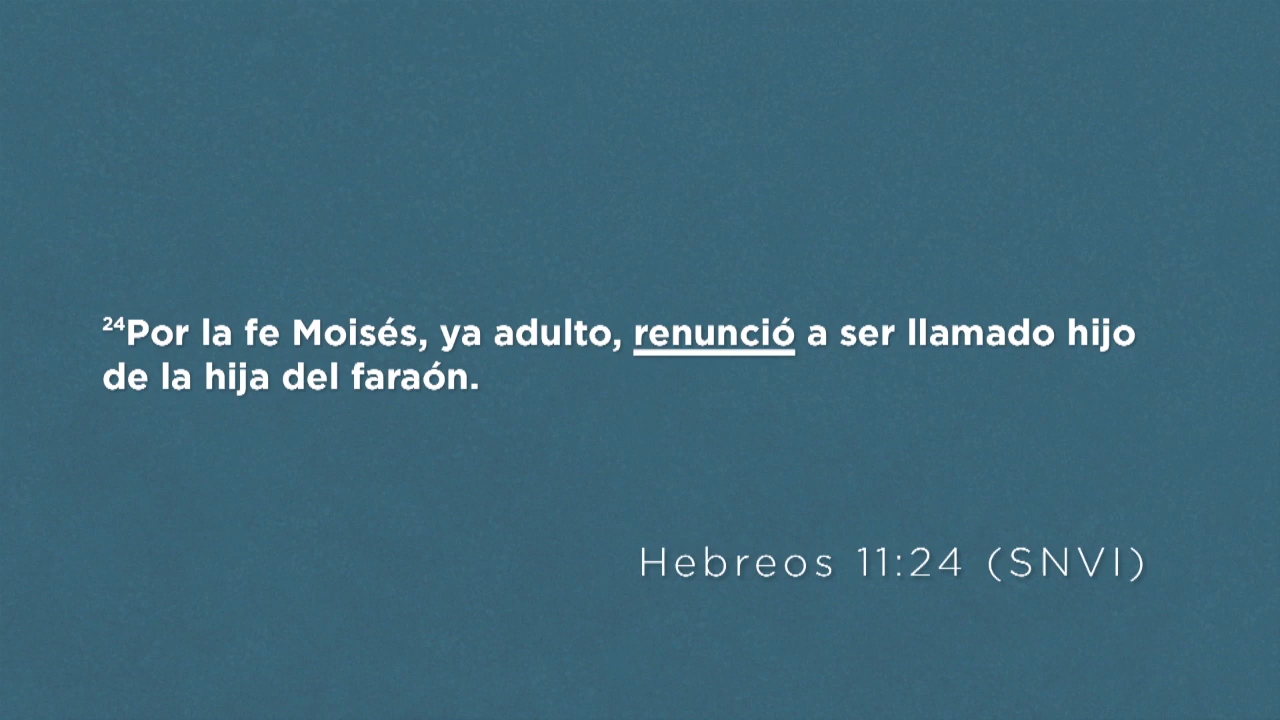 ²⁴Por la fe Moisés, ya adulto, renunció a ser llamado hijo
de la hija del faraón.
Hebreos 11:24 (SNVI)